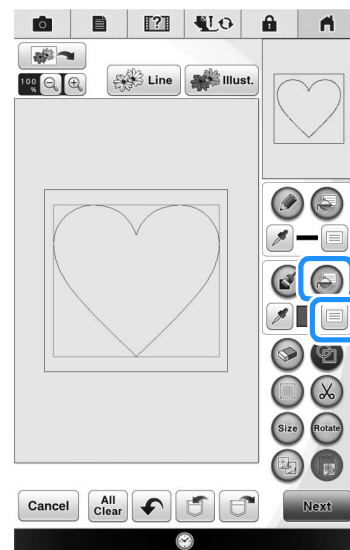 ?
100 %
Line
Illust.
Size
Rotate
Cancel
All
Clear
Next